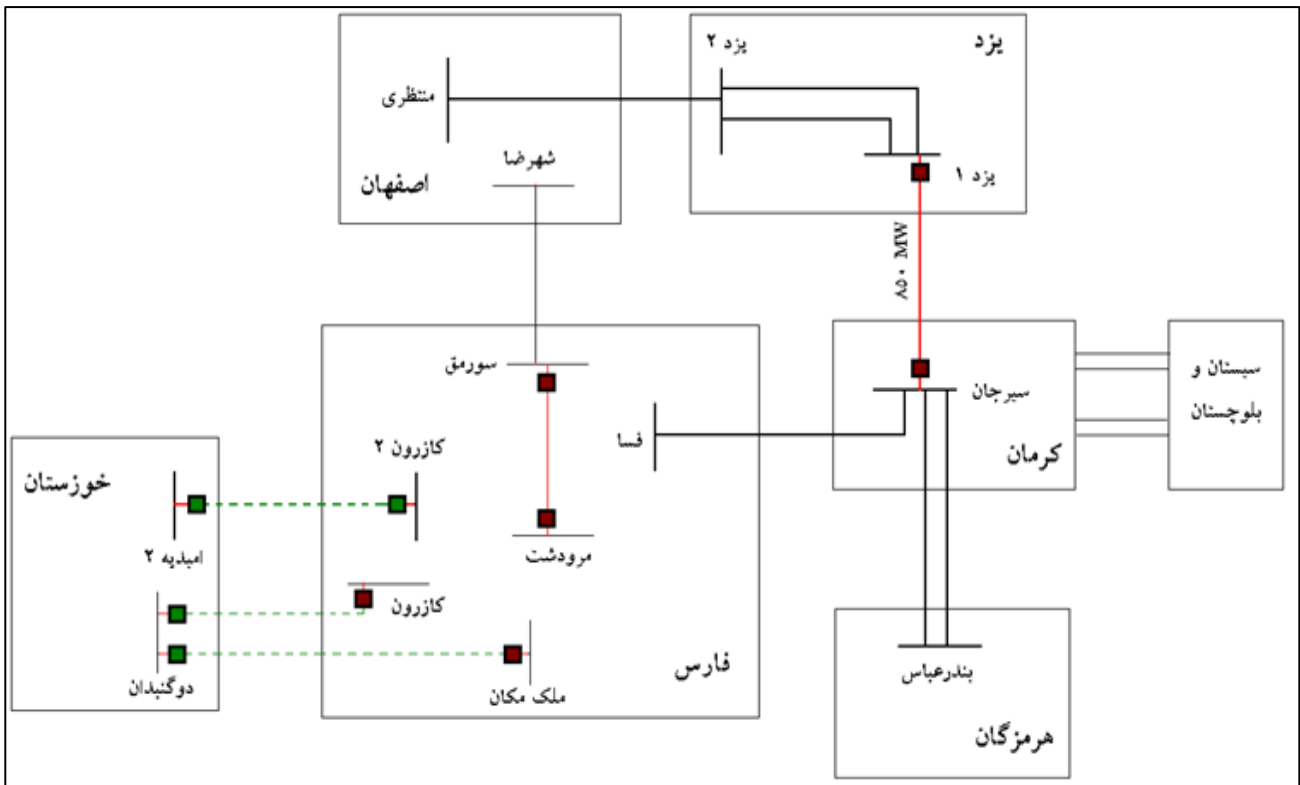 یزد
یزد ۲
منتظری
یزد ۱
شهرضا
اصفهان
۸۵۰ MW
سورمق
سیستان و
بلوچستان
سیرجان
فسا
کرمان
کازرون ۲
خوزستان
امیدیه ۲
مرودشت
کازرون
فارس
بندرعباس
دوگنبدان
ملک مکان
هرمزگان